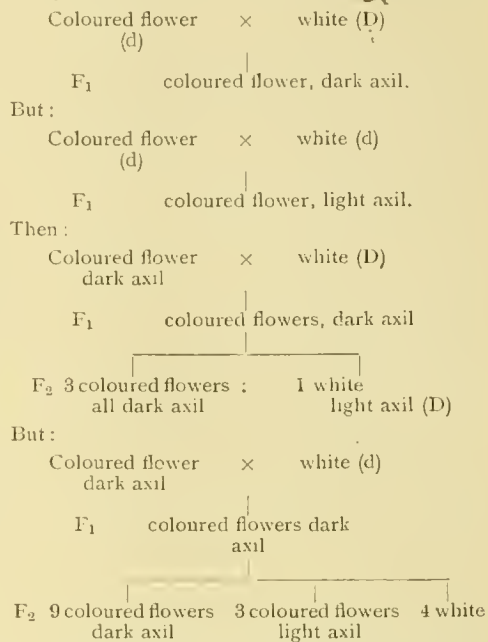 Coloured flower × white (D)
(d)
F₁ coloured flower, dark axil.
But :
Coloured flower × white (d)
(d)
F₁ coloured flower, light axil.
Then :
Coloured flower × white (D)
dark axil
F₁ coloured flowers, dark axil
F₂ 3 coloured flowers : 1 white
all dark axil light axil (D)
But :
Coloured flower × white (d)
dark axil
F₁ coloured flowers dark
axil
F₂ 9 coloured flowers 3 coloured flowers 4 white
dark axil light axil